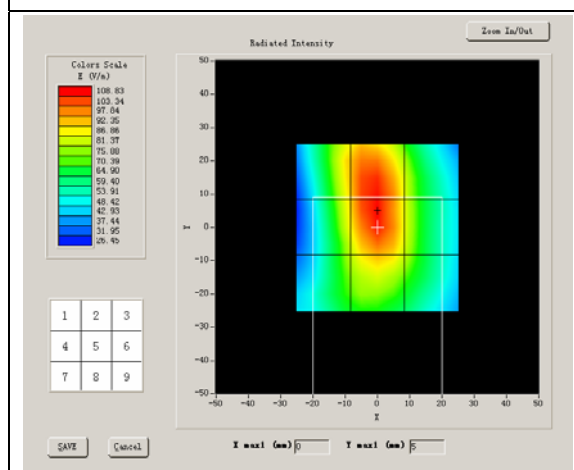 Zoom In/Out
Radiated Intensity
Colors Scale
E (V/m)
108.83
103.34
97.84
92.35
86.86
81.37
75.88
70.39
64.90
59.40
53.91
48.42
42.93
37.44
31.95
26.45
50
40
30
20
10
0
-10
-20
-30
-40
-50
Y
-50 -40 -30 -20 -10 0 10 20 30 40 50
X
1 2 3
4 5 6
7 8 9
SAVE Cancel
X max1 (mm) 0 Y max1 (mm) 5